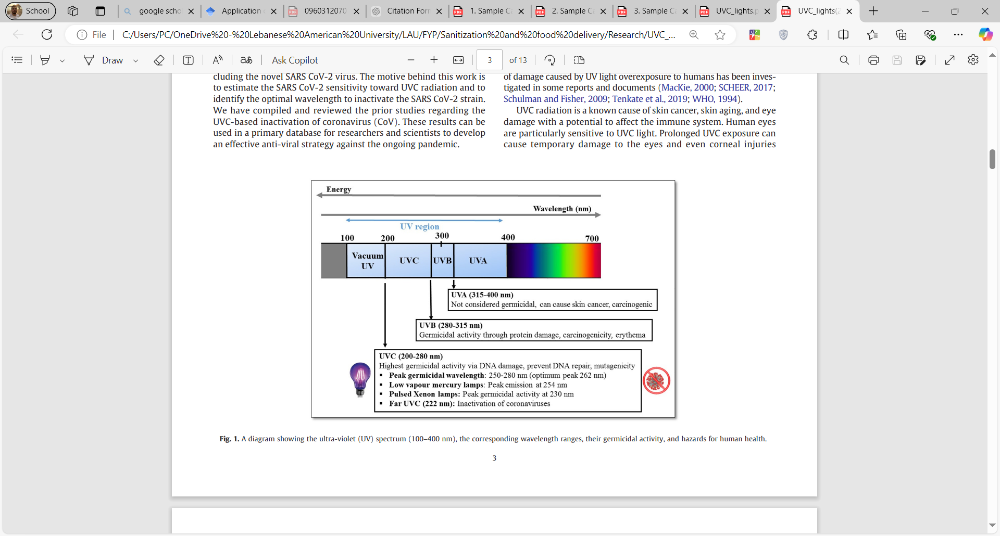 School
google scho
Application
0960312070
Citation For
1. Sample C
2. Sample C
3. Sample C
UVC_lights.p
UVC_lights(2
File
C:/Users/PC/OneDrive%20-%20Lebanese%20American%20University/LAU/FYP/Sanitization%20and%20food%20delivery/Research/UVC_...
Draw
Ask Copilot
3
of 13
cluding the novel SARS CoV-2 virus. The motive behind this work is
to estimate the SARS CoV-2 sensitivity toward UVC radiation and to
identify the optimal wavelength to inactivate the SARS CoV-2 strain.
We have compiled and reviewed the prior studies regarding the
UVC-based inactivation of coronavirus (CoV). These results can be
used in a primary database for researchers and scientists to develop
an effective anti-viral strategy against the ongoing pandemic.
of damage caused by UV light overexposure to humans has been inves-
tigated in some reports and documents (MacKie, 2000; SCHEER, 2017;
Schulman and Fisher, 2009; Tenkate et al., 2019; WHO, 1994).
UVC radiation is a known cause of skin cancer, skin aging, and eye
damage with a potential to affect the immune system. Human eyes
are particularly sensitive to UVC light. Prolonged UVC exposure can
cause temporary damage to the eyes and even corneal injuries
Energy
Wavelength (nm)
UV region
100 200 300 400 700
Vacuum
UV
UVC
UVB
UVA
UVA (315-400 nm)
Not considered germicidal, can cause skin cancer, carcinogenic
UVB (280-315 nm)
Germicidal activity through protein damage, carcinogenicity, erythema
UVC (200-280 nm)
Highest germicidal activity via DNA damage, prevent DNA repair, mutagenicity
▪ Peak germicidal wavelength: 250-280 nm (optimum peak 262 nm)
▪ Low vapour mercury lamps: Peak emission at 254 nm
▪ Pulsed Xenon lamps: Peak germicidal activity at 230 nm
▪ Far UVC (222 nm): Inactivation of coronaviruses
Fig. 1. A diagram showing the ultra-violet (UV) spectrum (100–400 nm), the corresponding wavelength ranges, their germicidal activity, and hazards for human health.
3